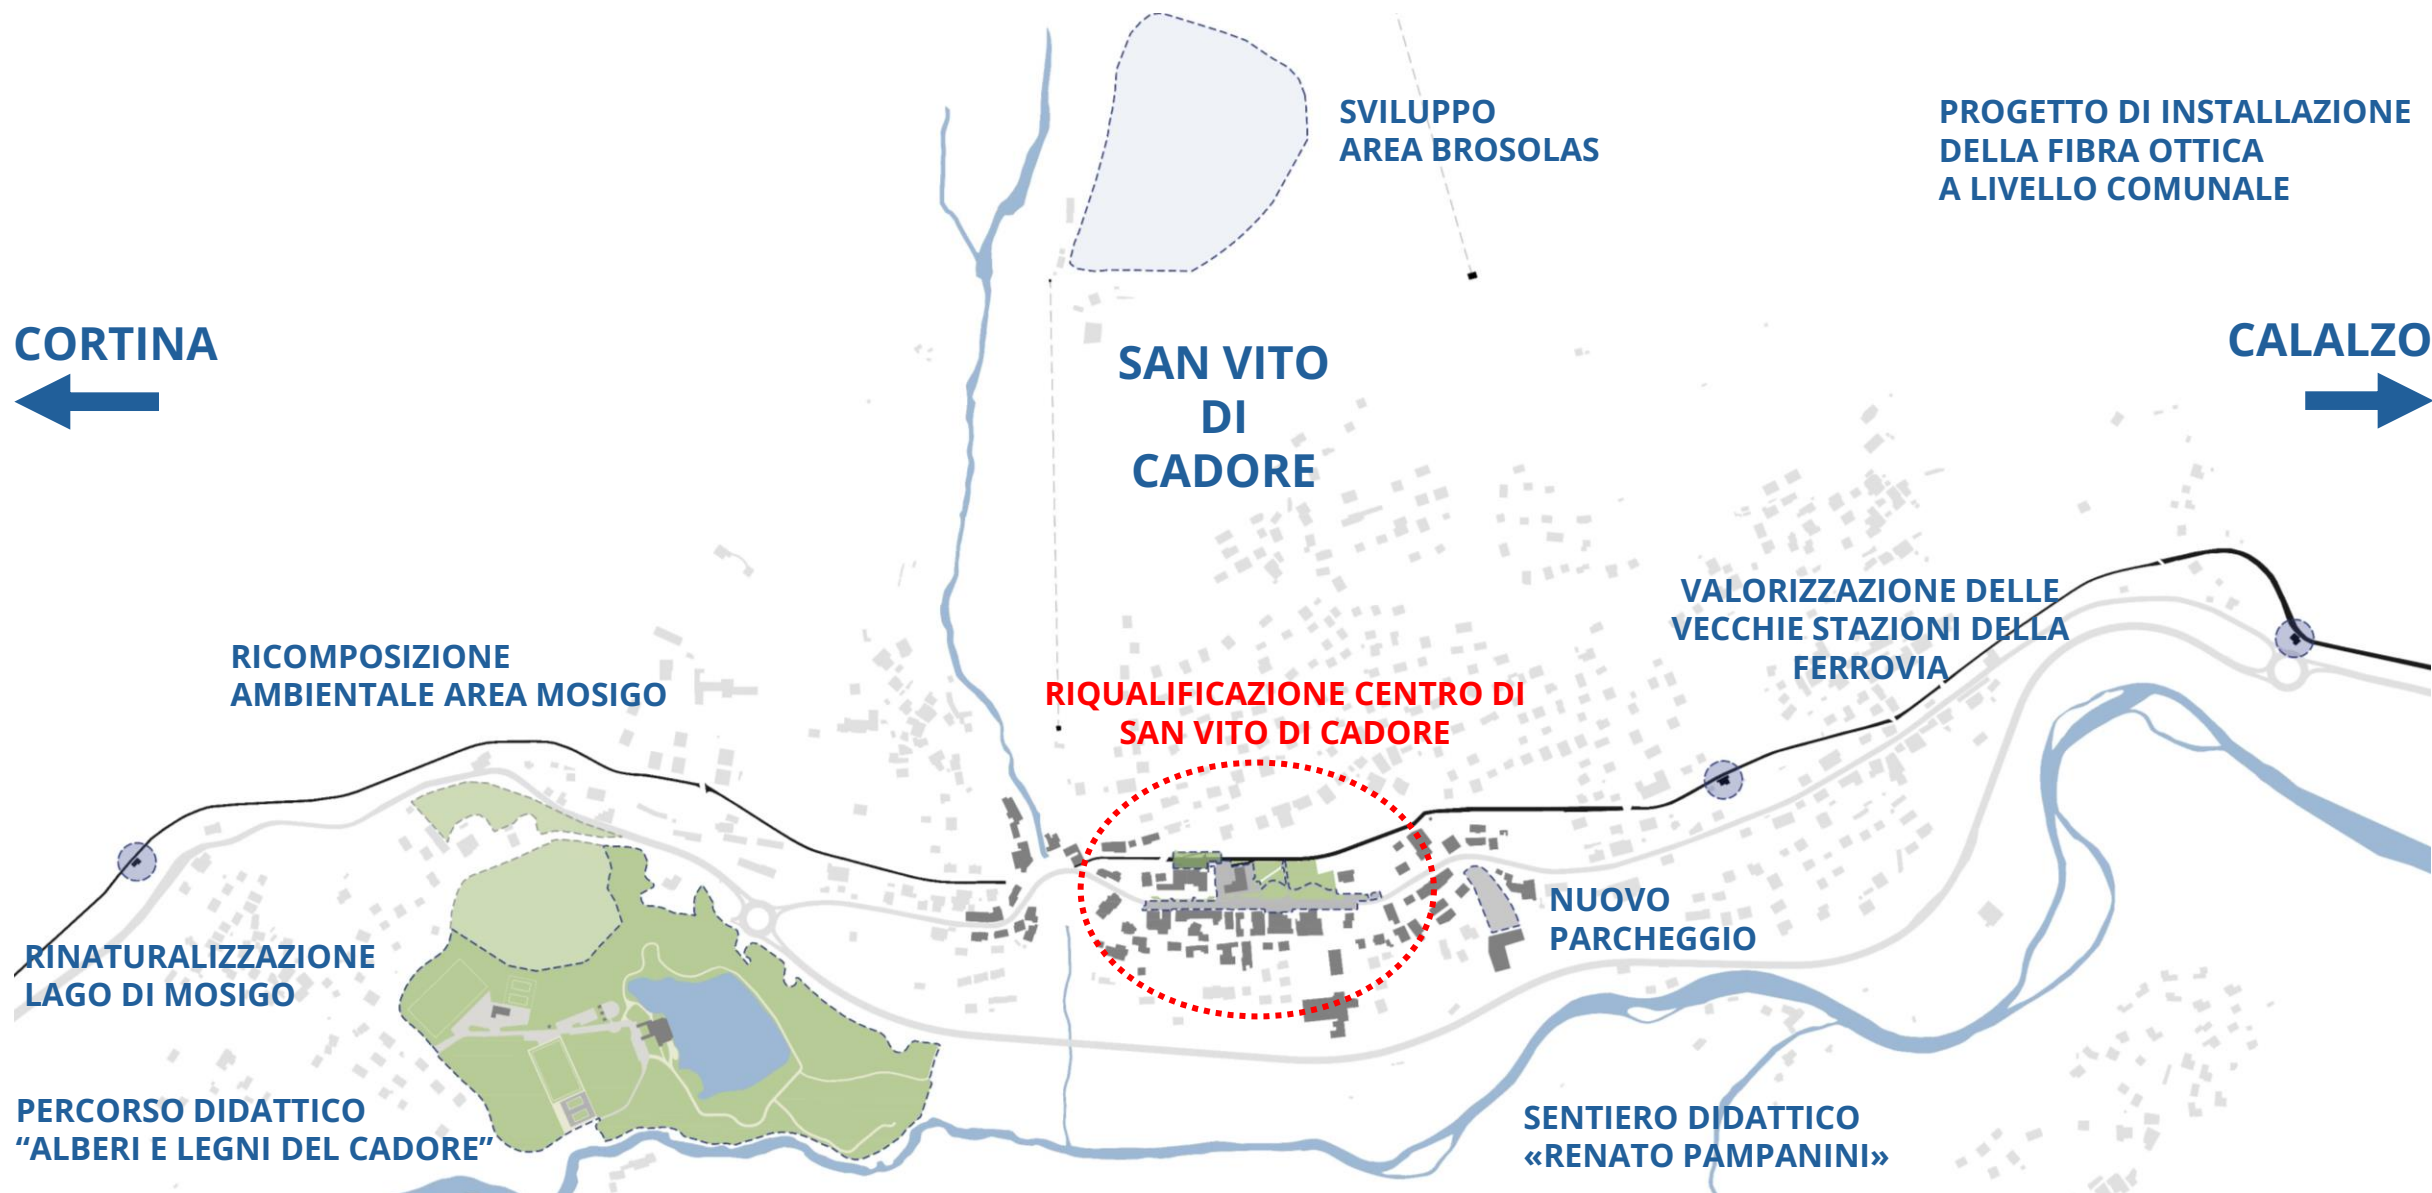 SVILUPPO
AREA BROSOLAS
PROGETTO DI INSTALLAZIONE
DELLA FIBRA OTTICA
A LIVELLO COMUNALE
CORTINA
SAN VITO
DI
CADORE
CALALZO
VALORIZZAZIONE DELLE
VECCHIE STAZIONI DELLA
FERROVIA
RICOMPOSIZIONE
AMBIENTALE AREA MOSIGO
RIQUALIFICAZIONE CENTRO DI
SAN VITO DI CADORE
NUOVO
PARCHEGGIO
RINATURALIZZAZIONE
LAGO DI MOSIGO
PERCORSO DIDATTICO
“ALBERI E LEGNI DEL CADORE”
SENTIERO DIDATTICO
«RENATO PAMPANINI»